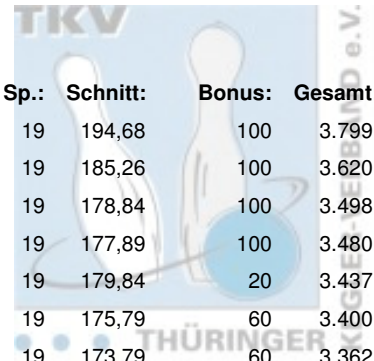 TKV
Sp.: Schnitt: Bonus: Gesamt
19 194,68 100 3.799
19 185,26 100 3.620
19 178,84 100 3.498
19 177,89 100 3.480
19 179,84 20 3.437
19 175,79 60 3.400
THÜRINGER
19 173,79 60 3.362
KEGLER-VERBAND e.V.